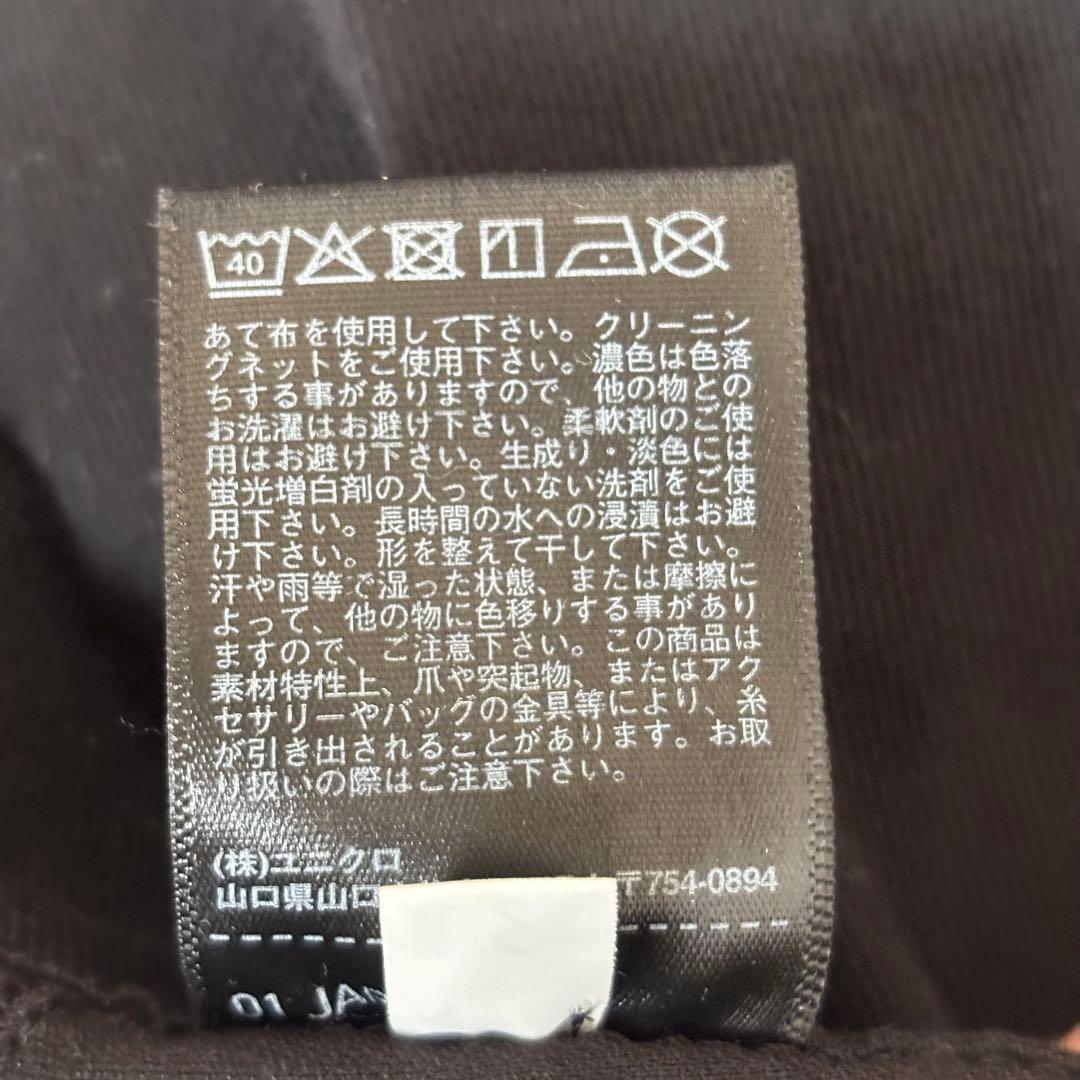 40
あて布を使用して下さい。クリーニン
グネットをご使用下さい。濃色は色落
ちする事がありますので、他の物との
お洗濯はお避け下さい。柔軟剤のご使
用はお避け下さい。生成り・淡色には
蛍光増白剤の入っていない洗剤をご使
用下さい。長時間の水への浸漬はお避
け下さい。形を整えて干して下さい。
汗や雨等で湿った状態、または摩擦に
よって、他の物に色移りする事があり
ますので、ご注意下さい。この商品は
素材特性上、爪や突起物、またはアク
セサリーやバッグの金具等により、糸
が引き出されることがあります。お取
り扱いの際はご注意下さい。
(株)ユニクロ
山口県山口 〒754-0894